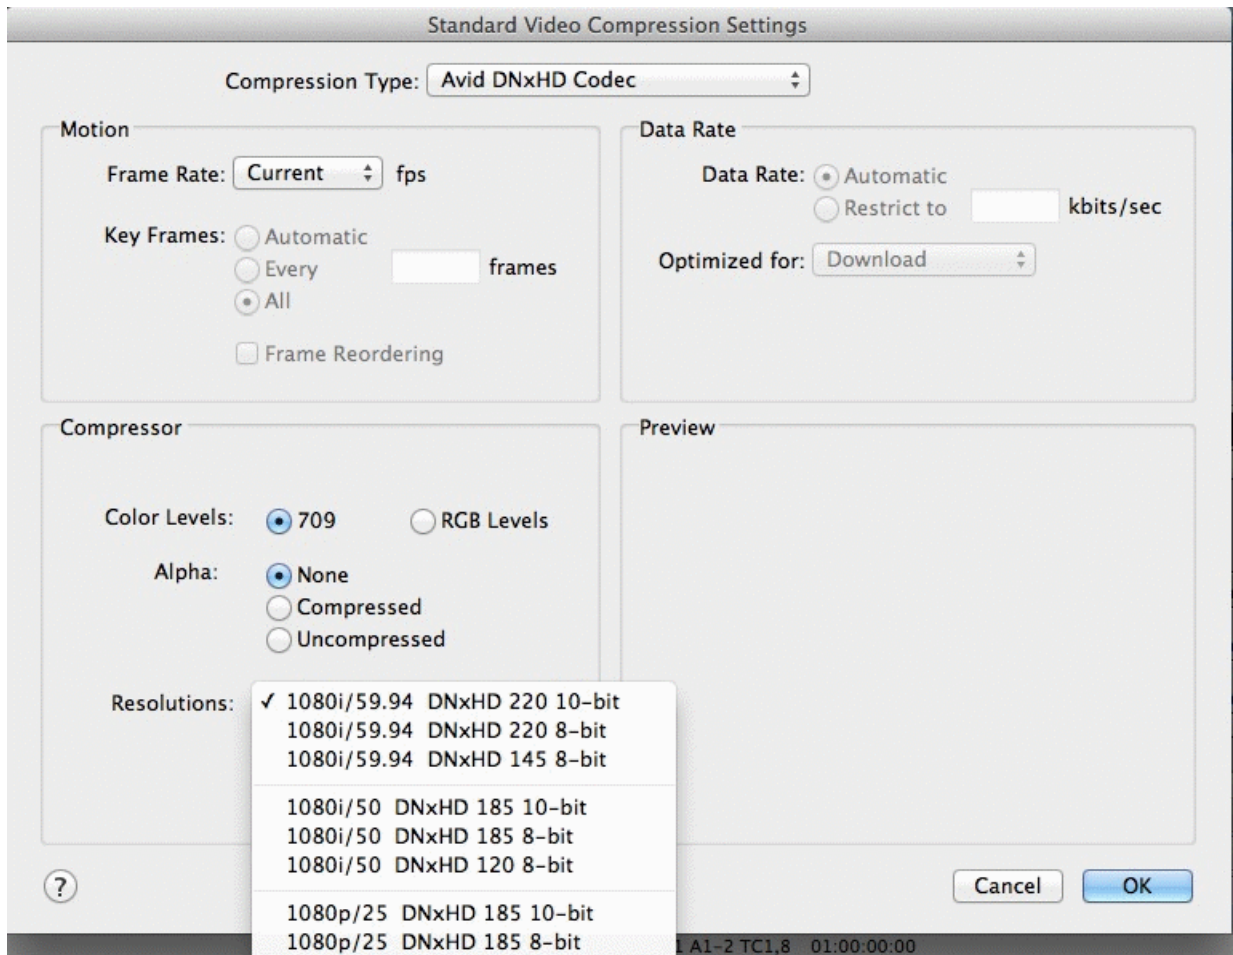 Standard Video Compression Settings
Compression Type: Avid DNxHD Codec
Motion
Frame Rate: Current fps
Key Frames: Automatic
Every frames
All
Frame Reordering
Data Rate
Data Rate: Automatic
Restrict to kbits/sec
Optimized for: Download
Compressor
Color Levels: 709 RGB Levels
Alpha: None
Compressed
Uncompressed
Resolutions: ✓ 1080i/59.94 DNxHD 220 10-bit
1080i/59.94 DNxHD 220 8-bit
1080i/59.94 DNxHD 145 8-bit
1080i/50 DNxHD 185 10-bit
1080i/50 DNxHD 185 8-bit
1080i/50 DNxHD 120 8-bit
1080p/25 DNxHD 185 10-bit
1080p/25 DNxHD 185 8-bit
Preview
?
Cancel OK
A1-2 TC1,8 01:00:00:00